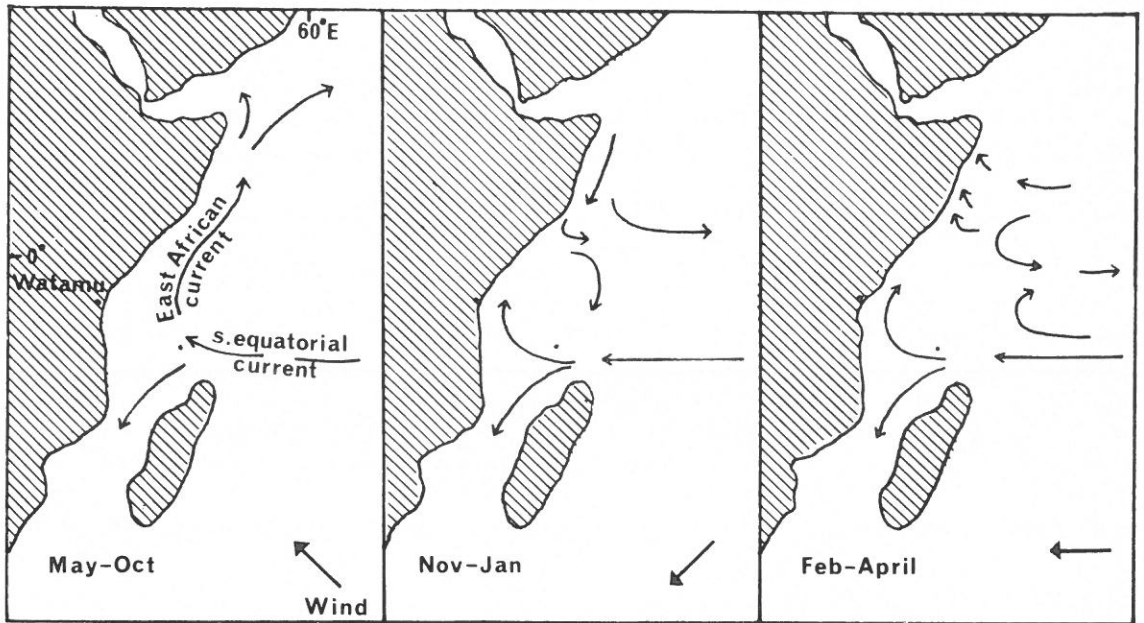 60°E
0°
Watamu
East African
current
s.equatorial
current
May-Oct
Wind
Nov-Jan
Feb-April